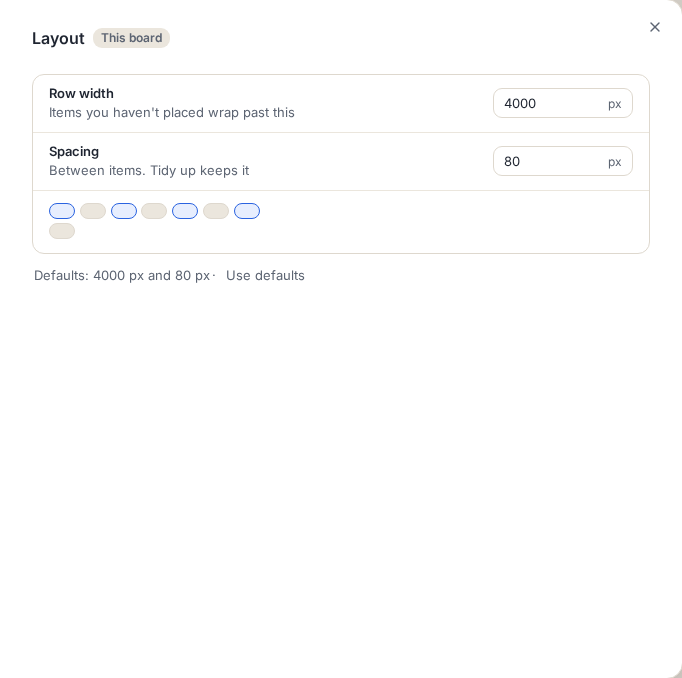 Layout This board
Row width
Items you haven't placed wrap past this
4000 px
Spacing
Between items. Tidy up keeps it
80 px
Defaults: 4000 px and 80 px · Use defaults